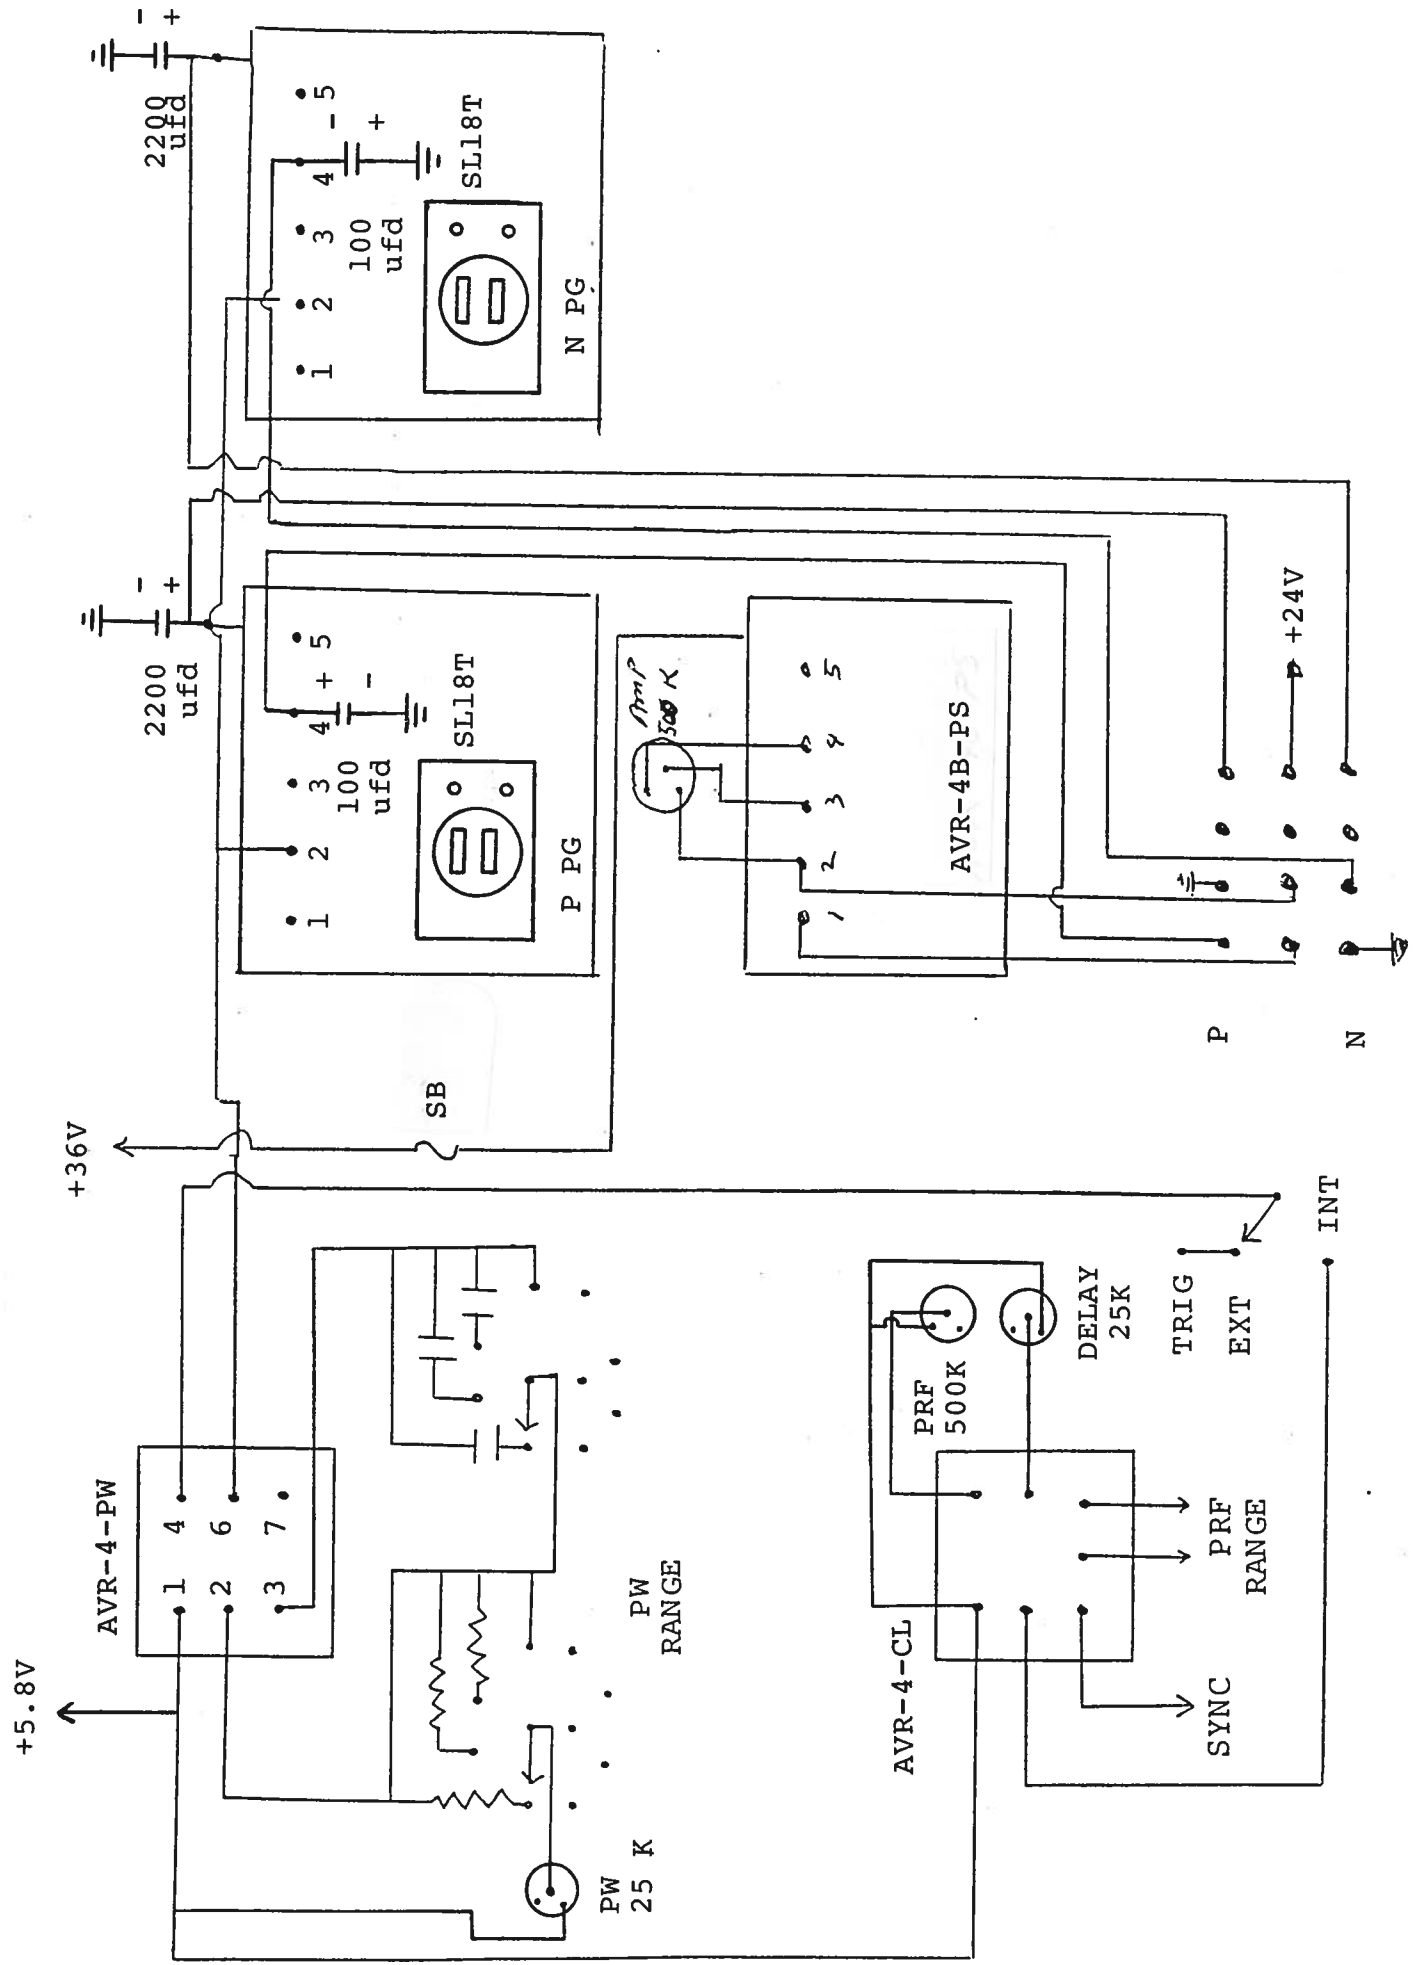 +5.8V
AVR-4-PW
1 4
2 6
3 7
PW
25 K
PW
RANGE
+36V
SB
2200
ufd
- 
+
1 2 3 4 5
100
ufd
+
-
SL18T
P PG
2200
ufd
-
+
1 2 3 4 5
100
ufd
-
+
SL18T
N PG
AMP
500K
1 2 3 4 5
AVR-4B-PS
P
+24V
N
AVR-4-CL
PRF
500K
DELAY
25K
SYNC
PRF
RANGE
TRIG
EXT
INT